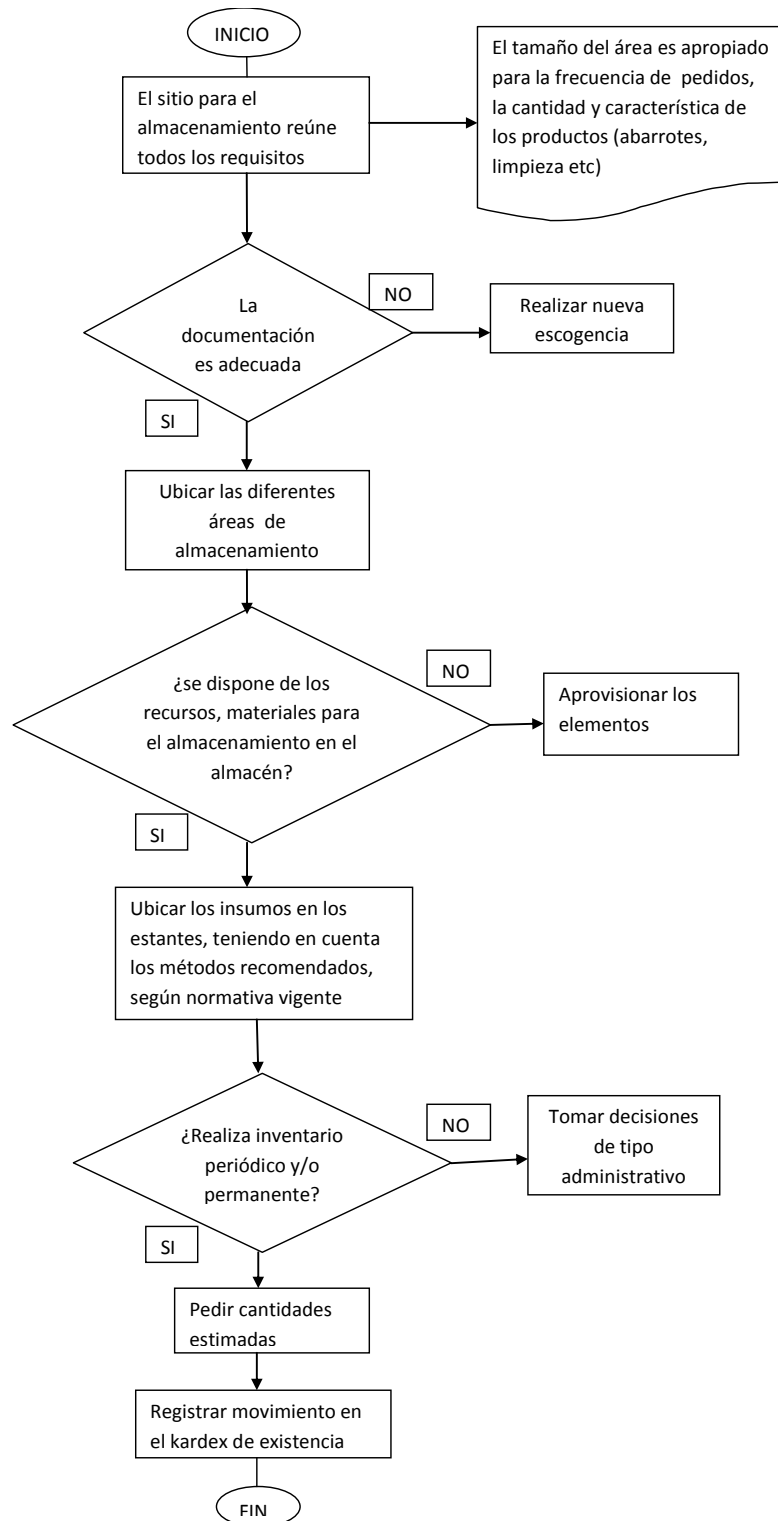 INICIO
El sitio para el
almacenamiento reúne
todos los requisitos
El tamaño del área es apropiado
para la frecuencia de pedidos,
la cantidad y característica de
los productos (abarrotes,
limpieza etc)
La
documentación
es adecuada
NO
Realizar nueva
escogencia
SI
Ubicar las diferentes
áreas de
almacenamiento
¿se dispone de los
recursos, materiales para
el almacenamiento en el
almacén?
NO
Aprovisionar los
elementos
SI
Ubicar los insumos en los
estantes, teniendo en cuenta
los métodos recomendados,
según normativa vigente
¿Realiza inventario
periódico y/o
permanente?
NO
Tomar decisiones
de tipo
administrativo
SI
Pedir cantidades
estimadas
Registrar movimiento en
el kardex de existencia
FIN